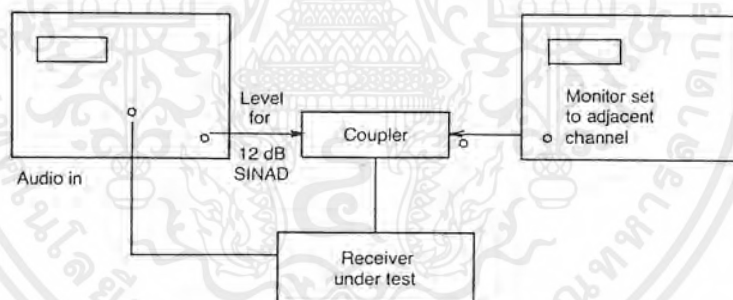 Level
for
12 dB
SINAD
Coupler
Monitor set
to adjacent
channel
Audio in
Receiver
under test